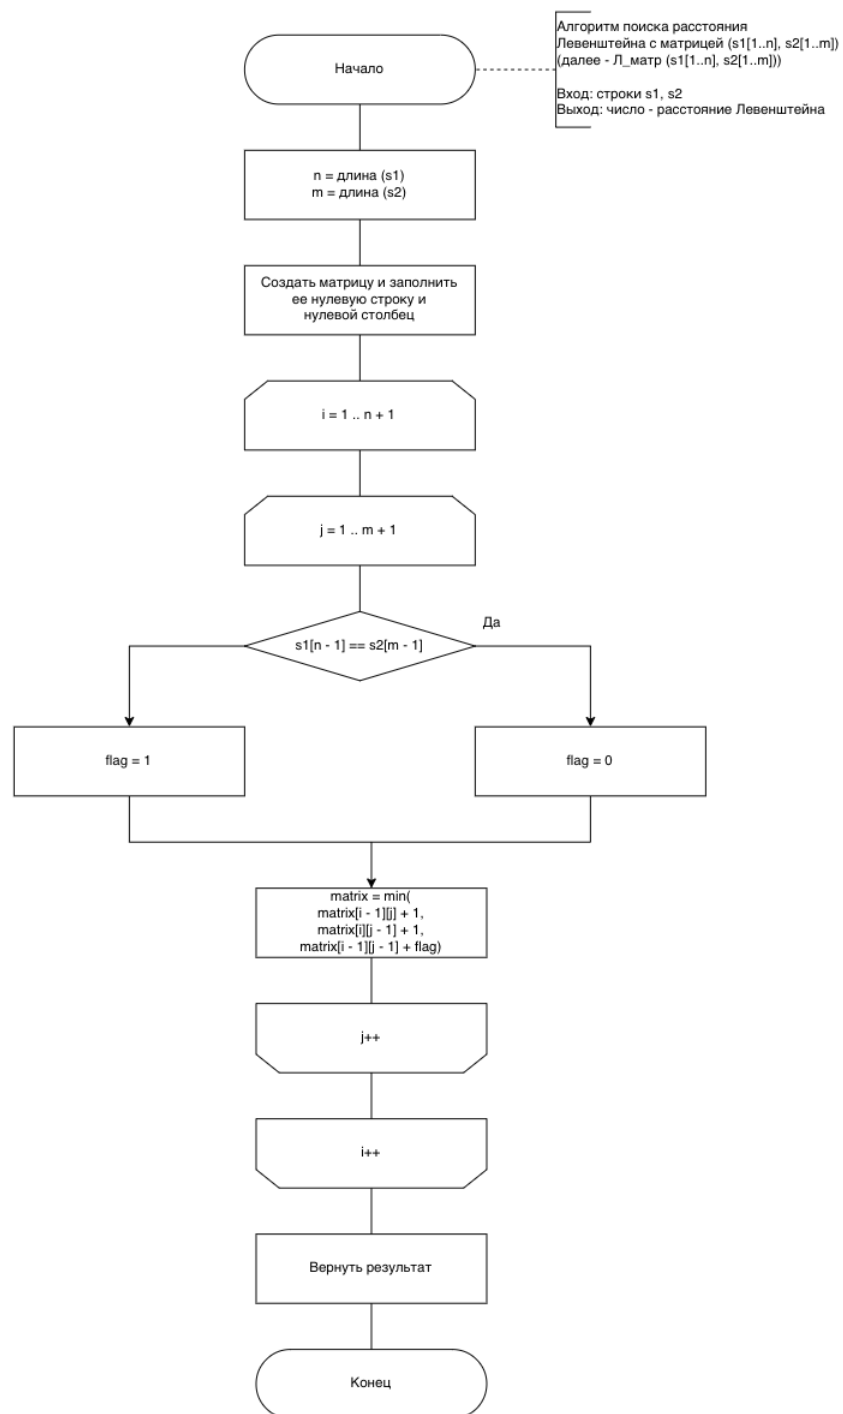 Начало
Алгоритм поиска расстояния
Левенштейна с матрицей (s1[1..n], s2[1..m])
(далее - Л_матр (s1[1..n], s2[1..m]))
Вход: строки s1, s2
Выход: число - расстояние Левенштейна
n = длина (s1)
m = длина (s2)
Создать матрицу и заполнить
ее нулевую строку и
нулевой столбец
i = 1 .. n + 1
j = 1 .. m + 1
Да
s1[n - 1] == s2[m - 1]
flag = 1
flag = 0
matrix = min(
matrix[i - 1][j] + 1,
matrix[i][j - 1] + 1,
matrix[i - 1][j - 1] + flag)
j++
i++
Вернуть результат
Конец